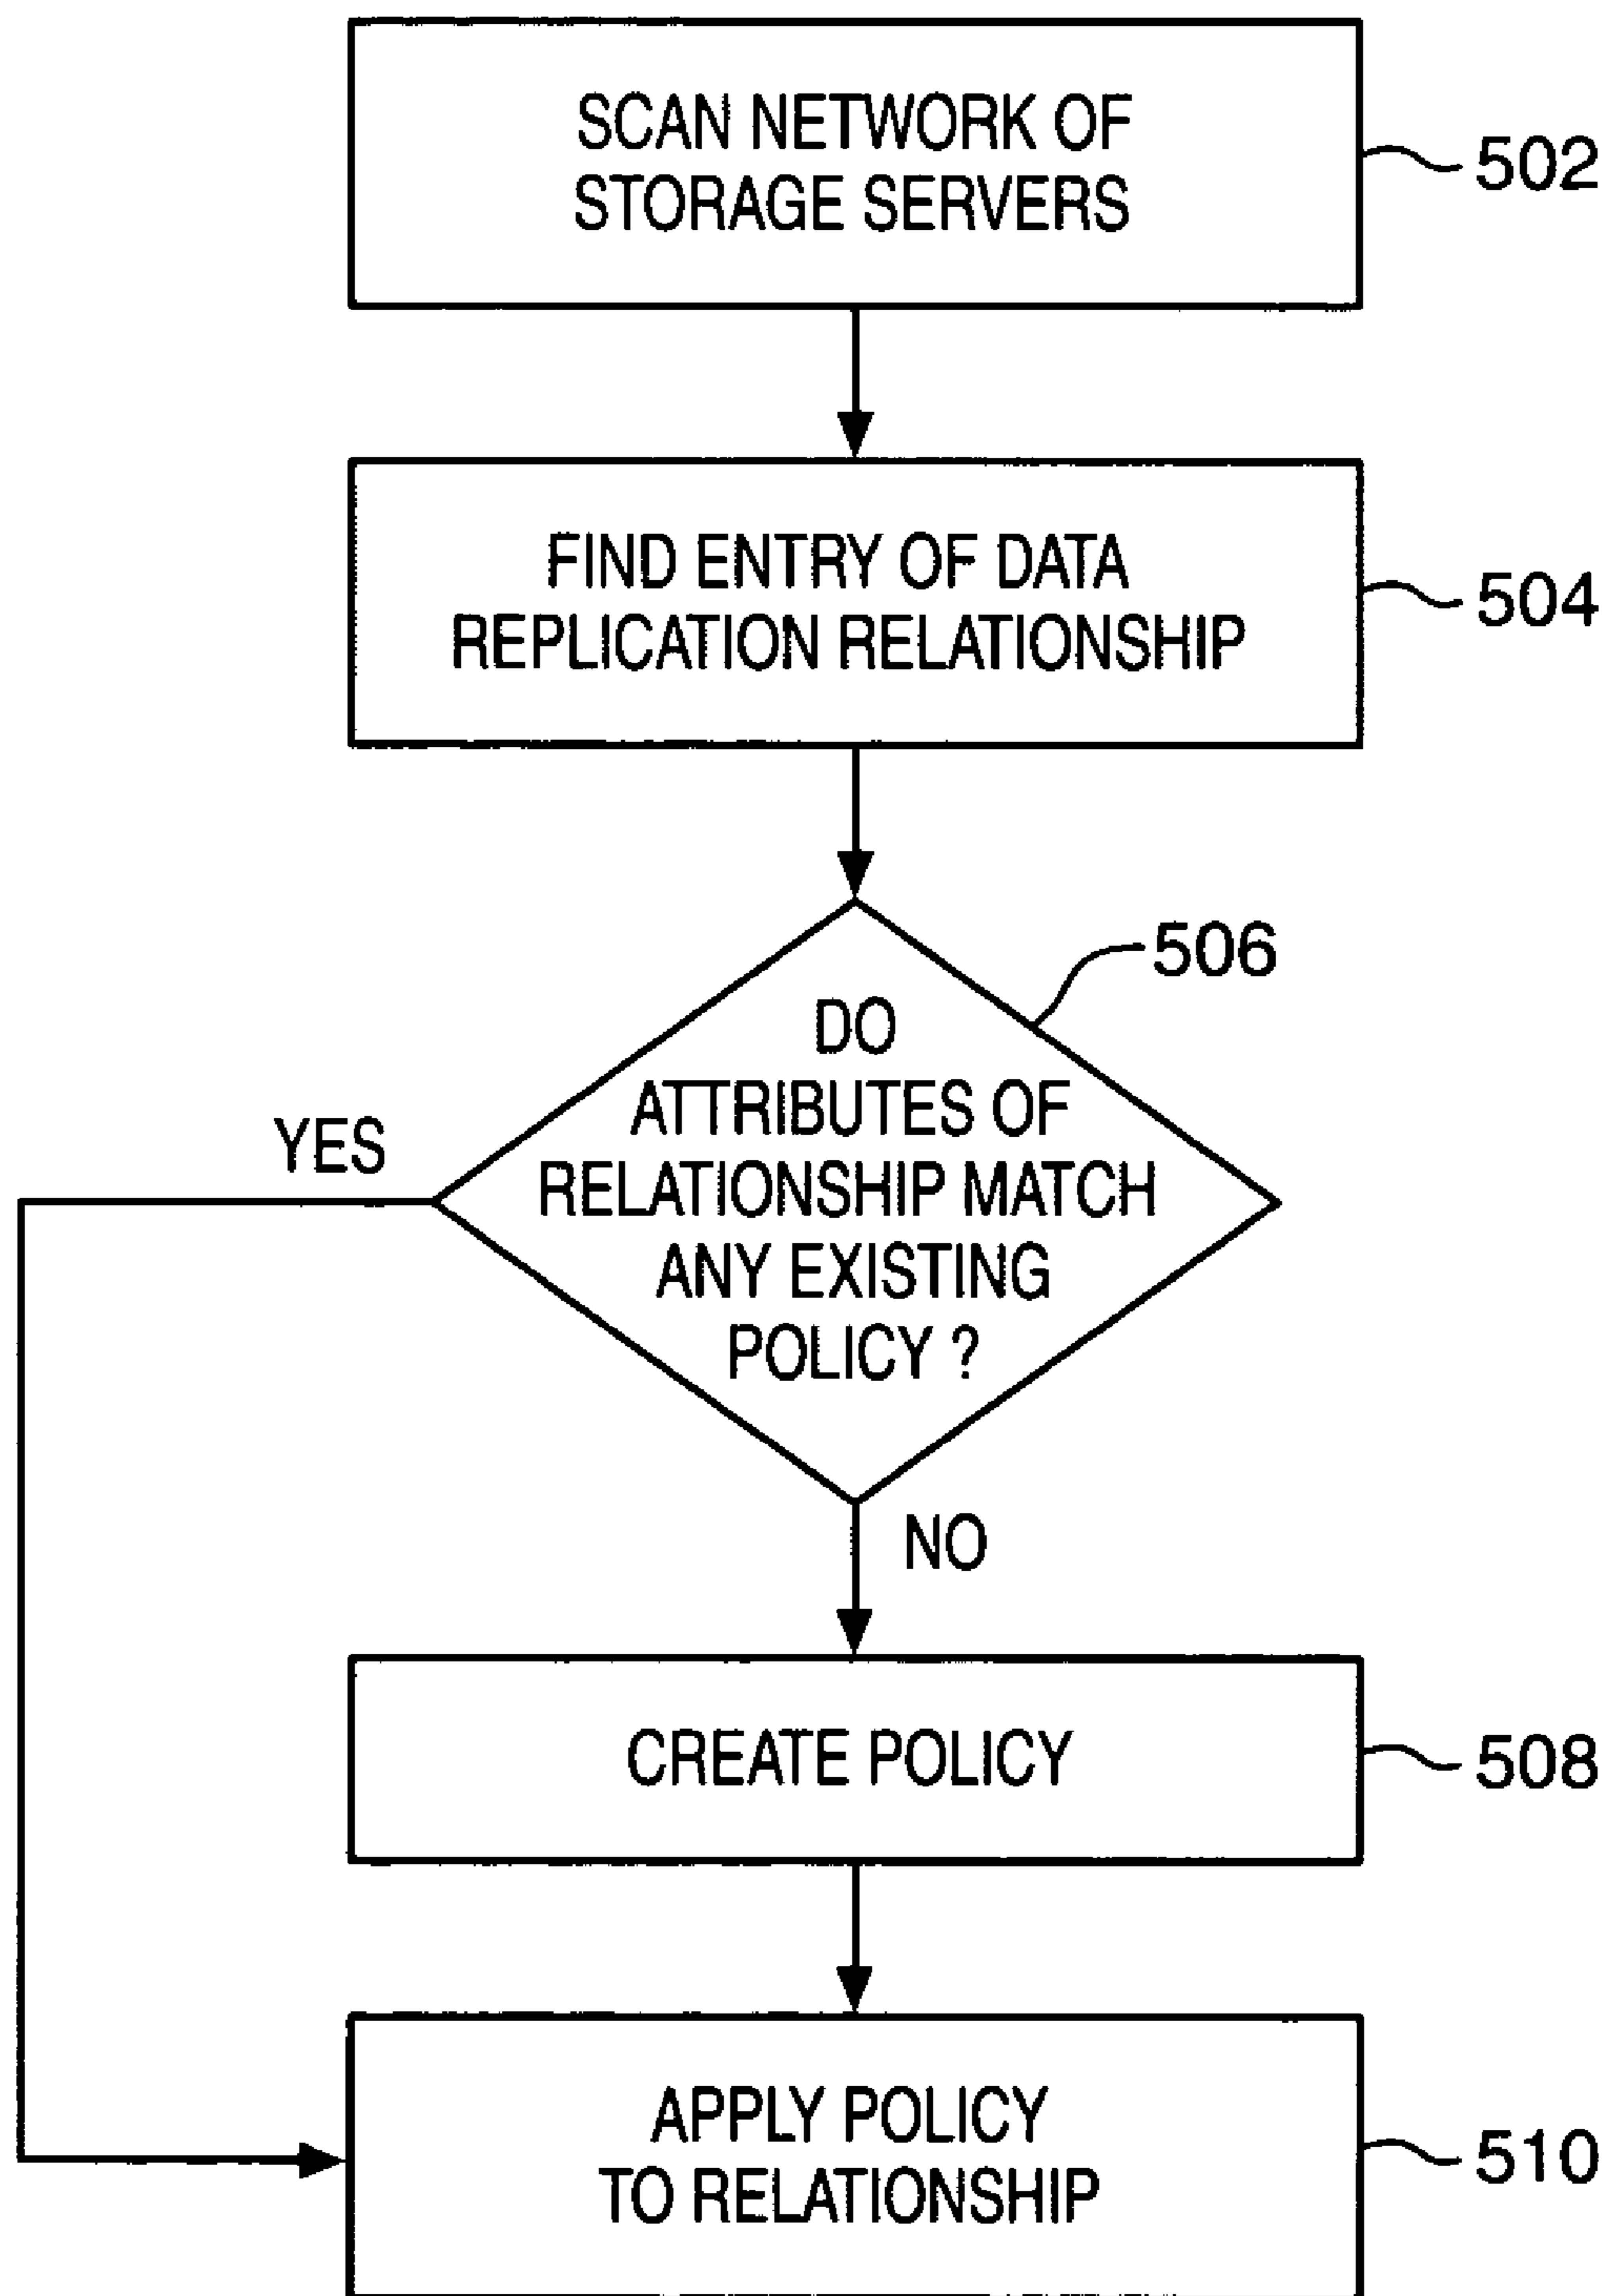 SCAN NETWORK OF
STORAGE SERVERS
502
FIND ENTRY OF DATA
REPLICATION RELATIONSHIP
504
506
DO
ATTRIBUTES OF
RELATIONSHIP MATCH
ANY EXISTING
POLICY ?
YES
NO
CREATE POLICY
508
APPLY POLICY
TO RELATIONSHIP
510